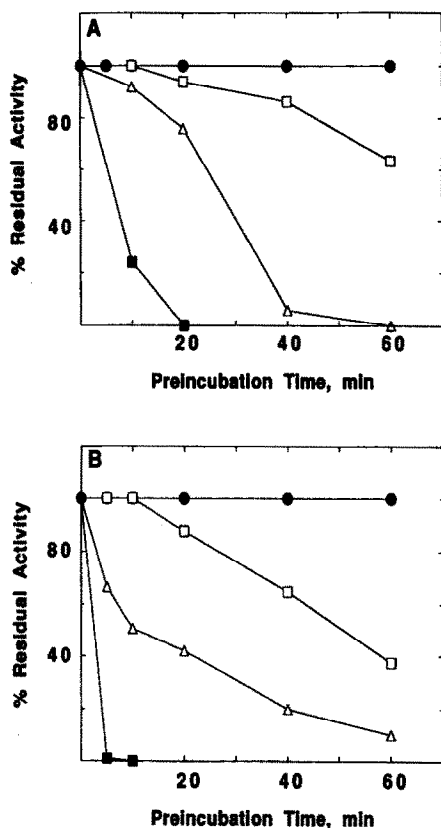 A
80
40
% Residual Activity
20 40 60
Preincubation Time, min
B
80
40
% Residual Activity
20 40 60
Preincubation Time, min